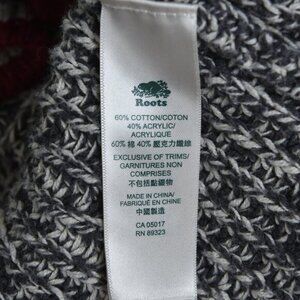 Roots
60% COTTON/COTON
40% ACRYLIC/
ACRYLIQUE
60% 棉 40% 壓克力纖維
EXCLUSIVE OF TRIMS/
GARNITURES NON
COMPRISES
不包括點綴物
MADE IN CHINA/
FABRIQUÉ EN CHINE
中國製造
CA 05017
RN 89323